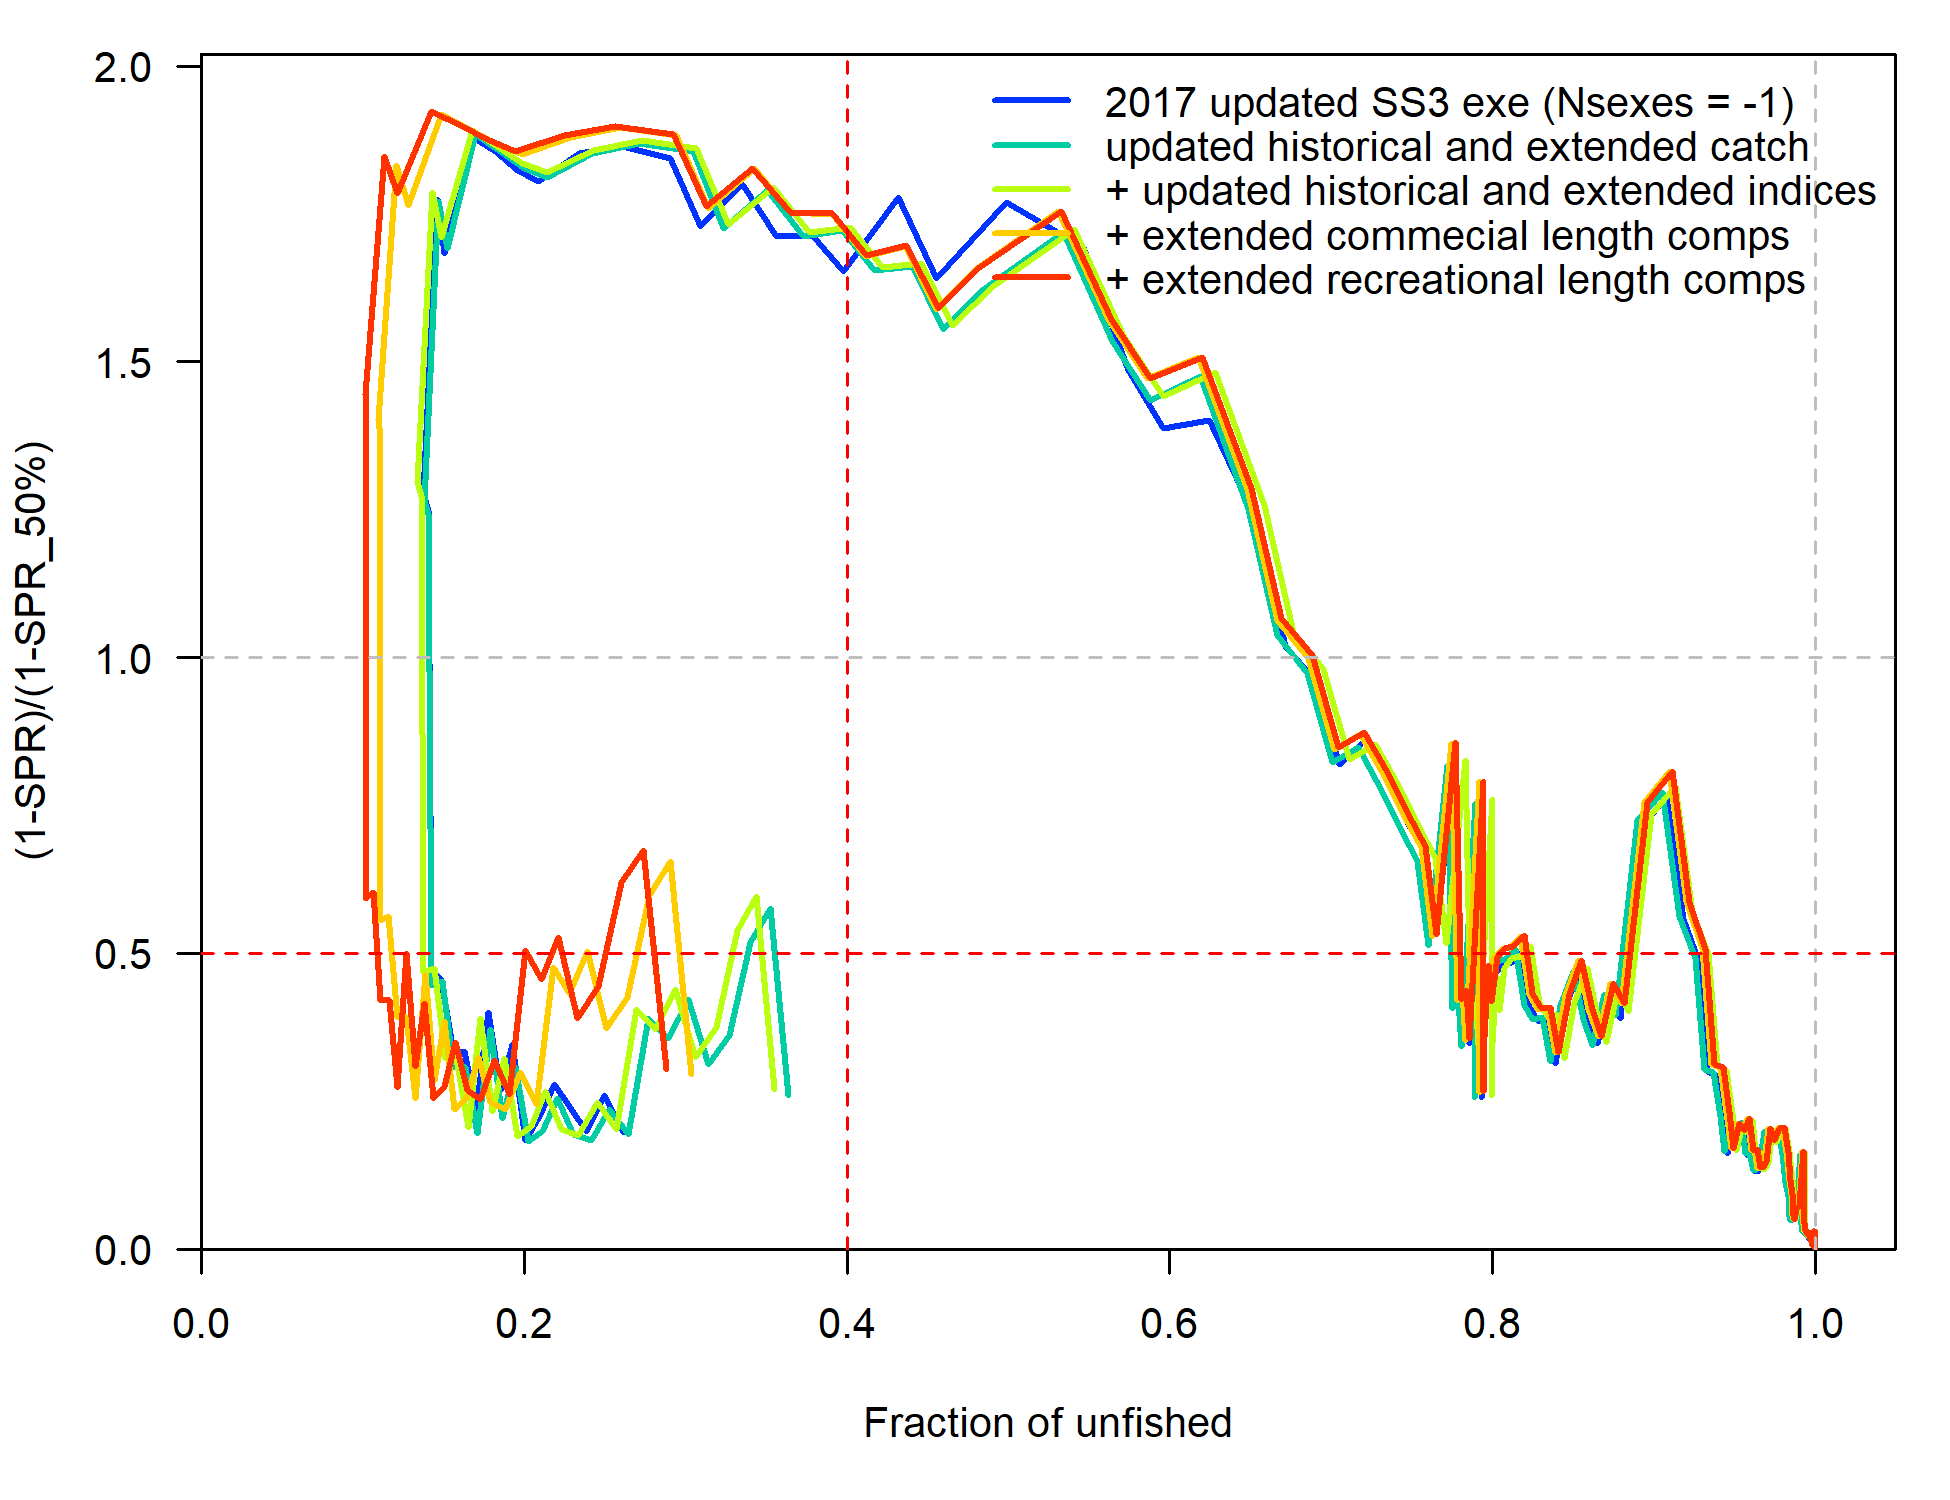 2017 updated SS3 exe (Nsexes = -1)
updated historical and extended catch
+ updated historical and extended indices
+ extended commecial length comps
+ extended recreational length comps
(1-SPR)/(1-SPR_50%)
2.0
1.5
1.0
0.5
0.0
0.0 0.2 0.4 0.6 0.8 1.0
Fraction of unfished